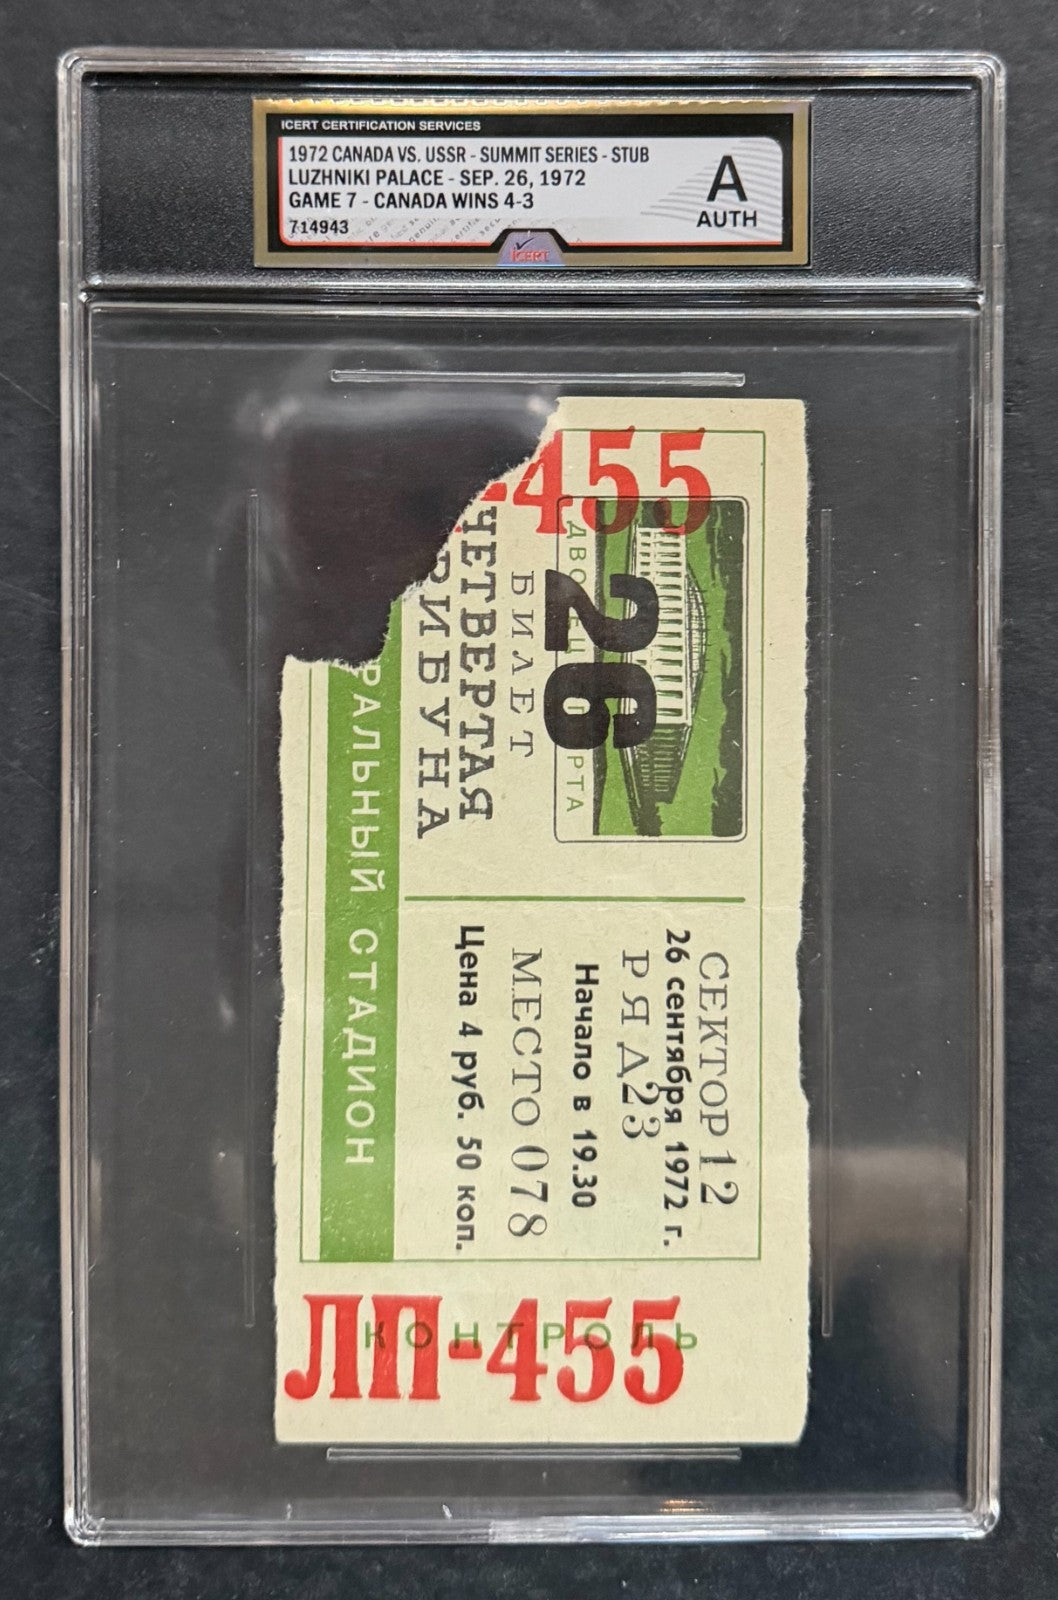 ICERT CERTIFICATION SERVICES
1972 CANADA VS. USSR - SUMMIT SERIES - STUB
LUZHNIKI PALACE - SEP. 26, 1972
GAME 7 - CANADA WINS 4-3
714943
A
AUTH
iCERT
-455
26
БИЛЕТ
ЧЕТВЕРТАЯ
РИБУНА
РАЛЬНЫЙ СТАДИОН
СЕКТОР 12
26 сентября 1972 г.
РЯД 23
Начало в 19.30
МЕСТО 078
Цена 4 руб. 50 коп.
КОНТРОЛЬ
ЛП-455